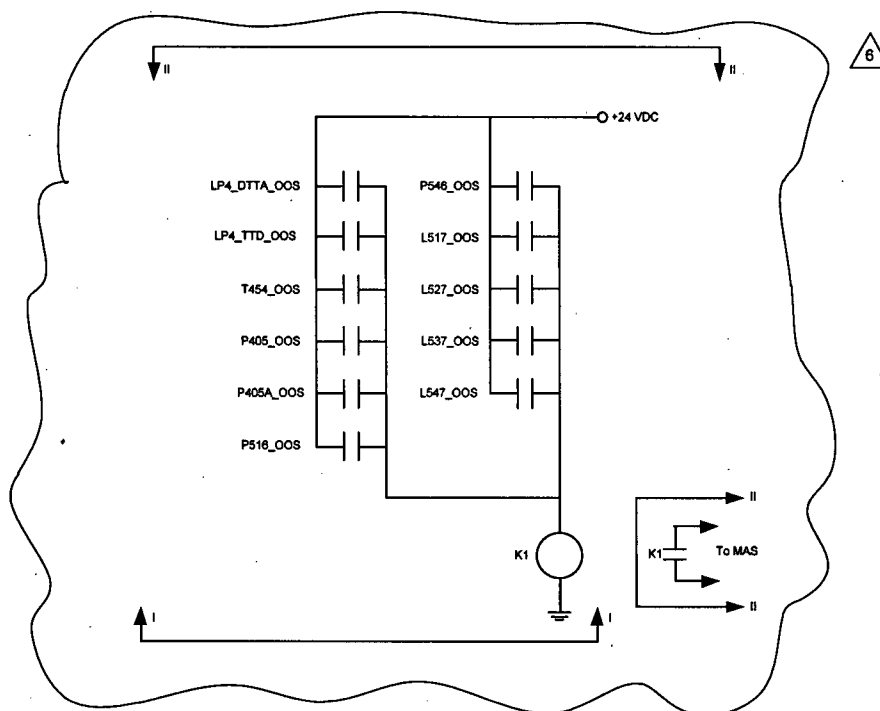 II
II
6
+24 VDC
LP4_DTTA_OOS
P546_OOS
LP4_TTD_OOS
L517_OOS
T454_OOS
L527_OOS
P405_OOS
L537_OOS
P405A_OOS
L547_OOS
P516_OOS
II
K1
K1
To MAS
II
I
I